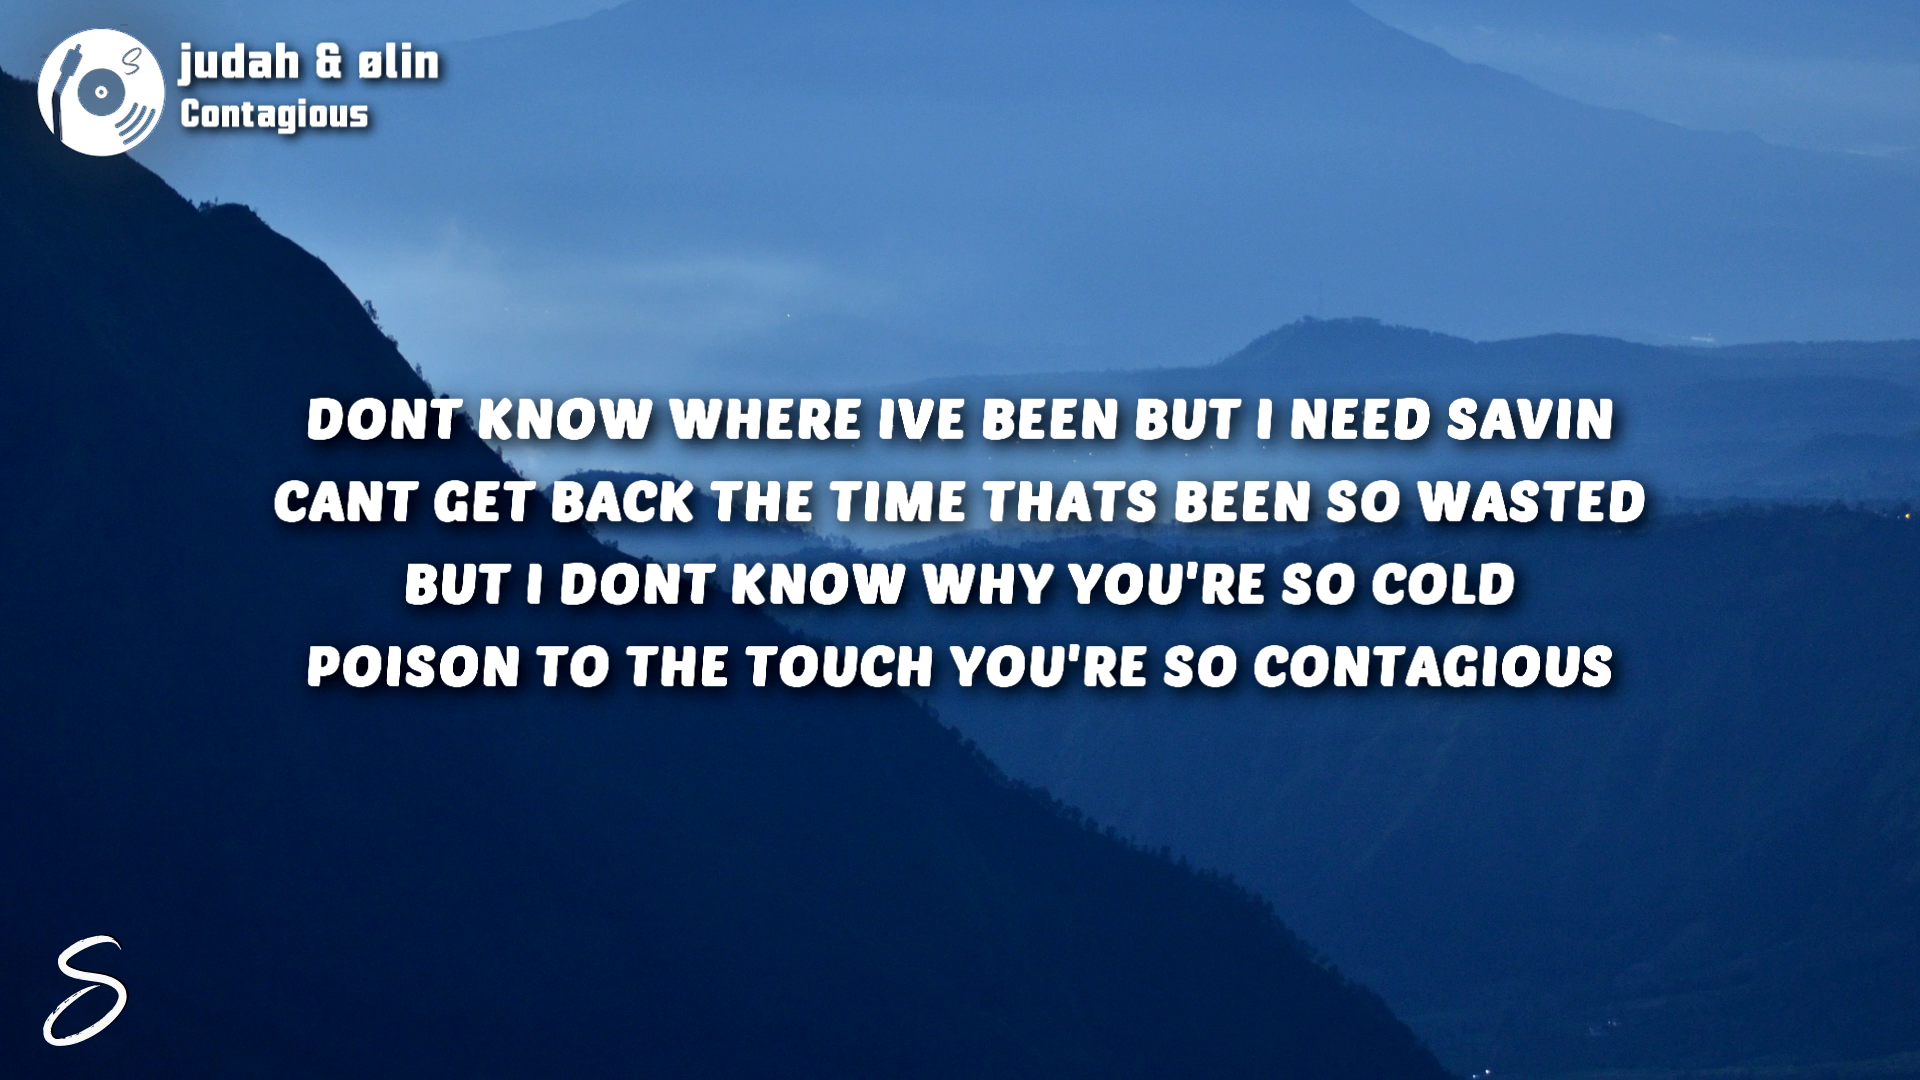 judah & ølin
Contagious
DONT KNOW WHERE IVE BEEN BUT I NEED SAVIN
CANT GET BACK THE TIME THATS BEEN SO WASTED
BUT I DONT KNOW WHY YOU'RE SO COLD
POISON TO THE TOUCH YOU'RE SO CONTAGIOUS
S